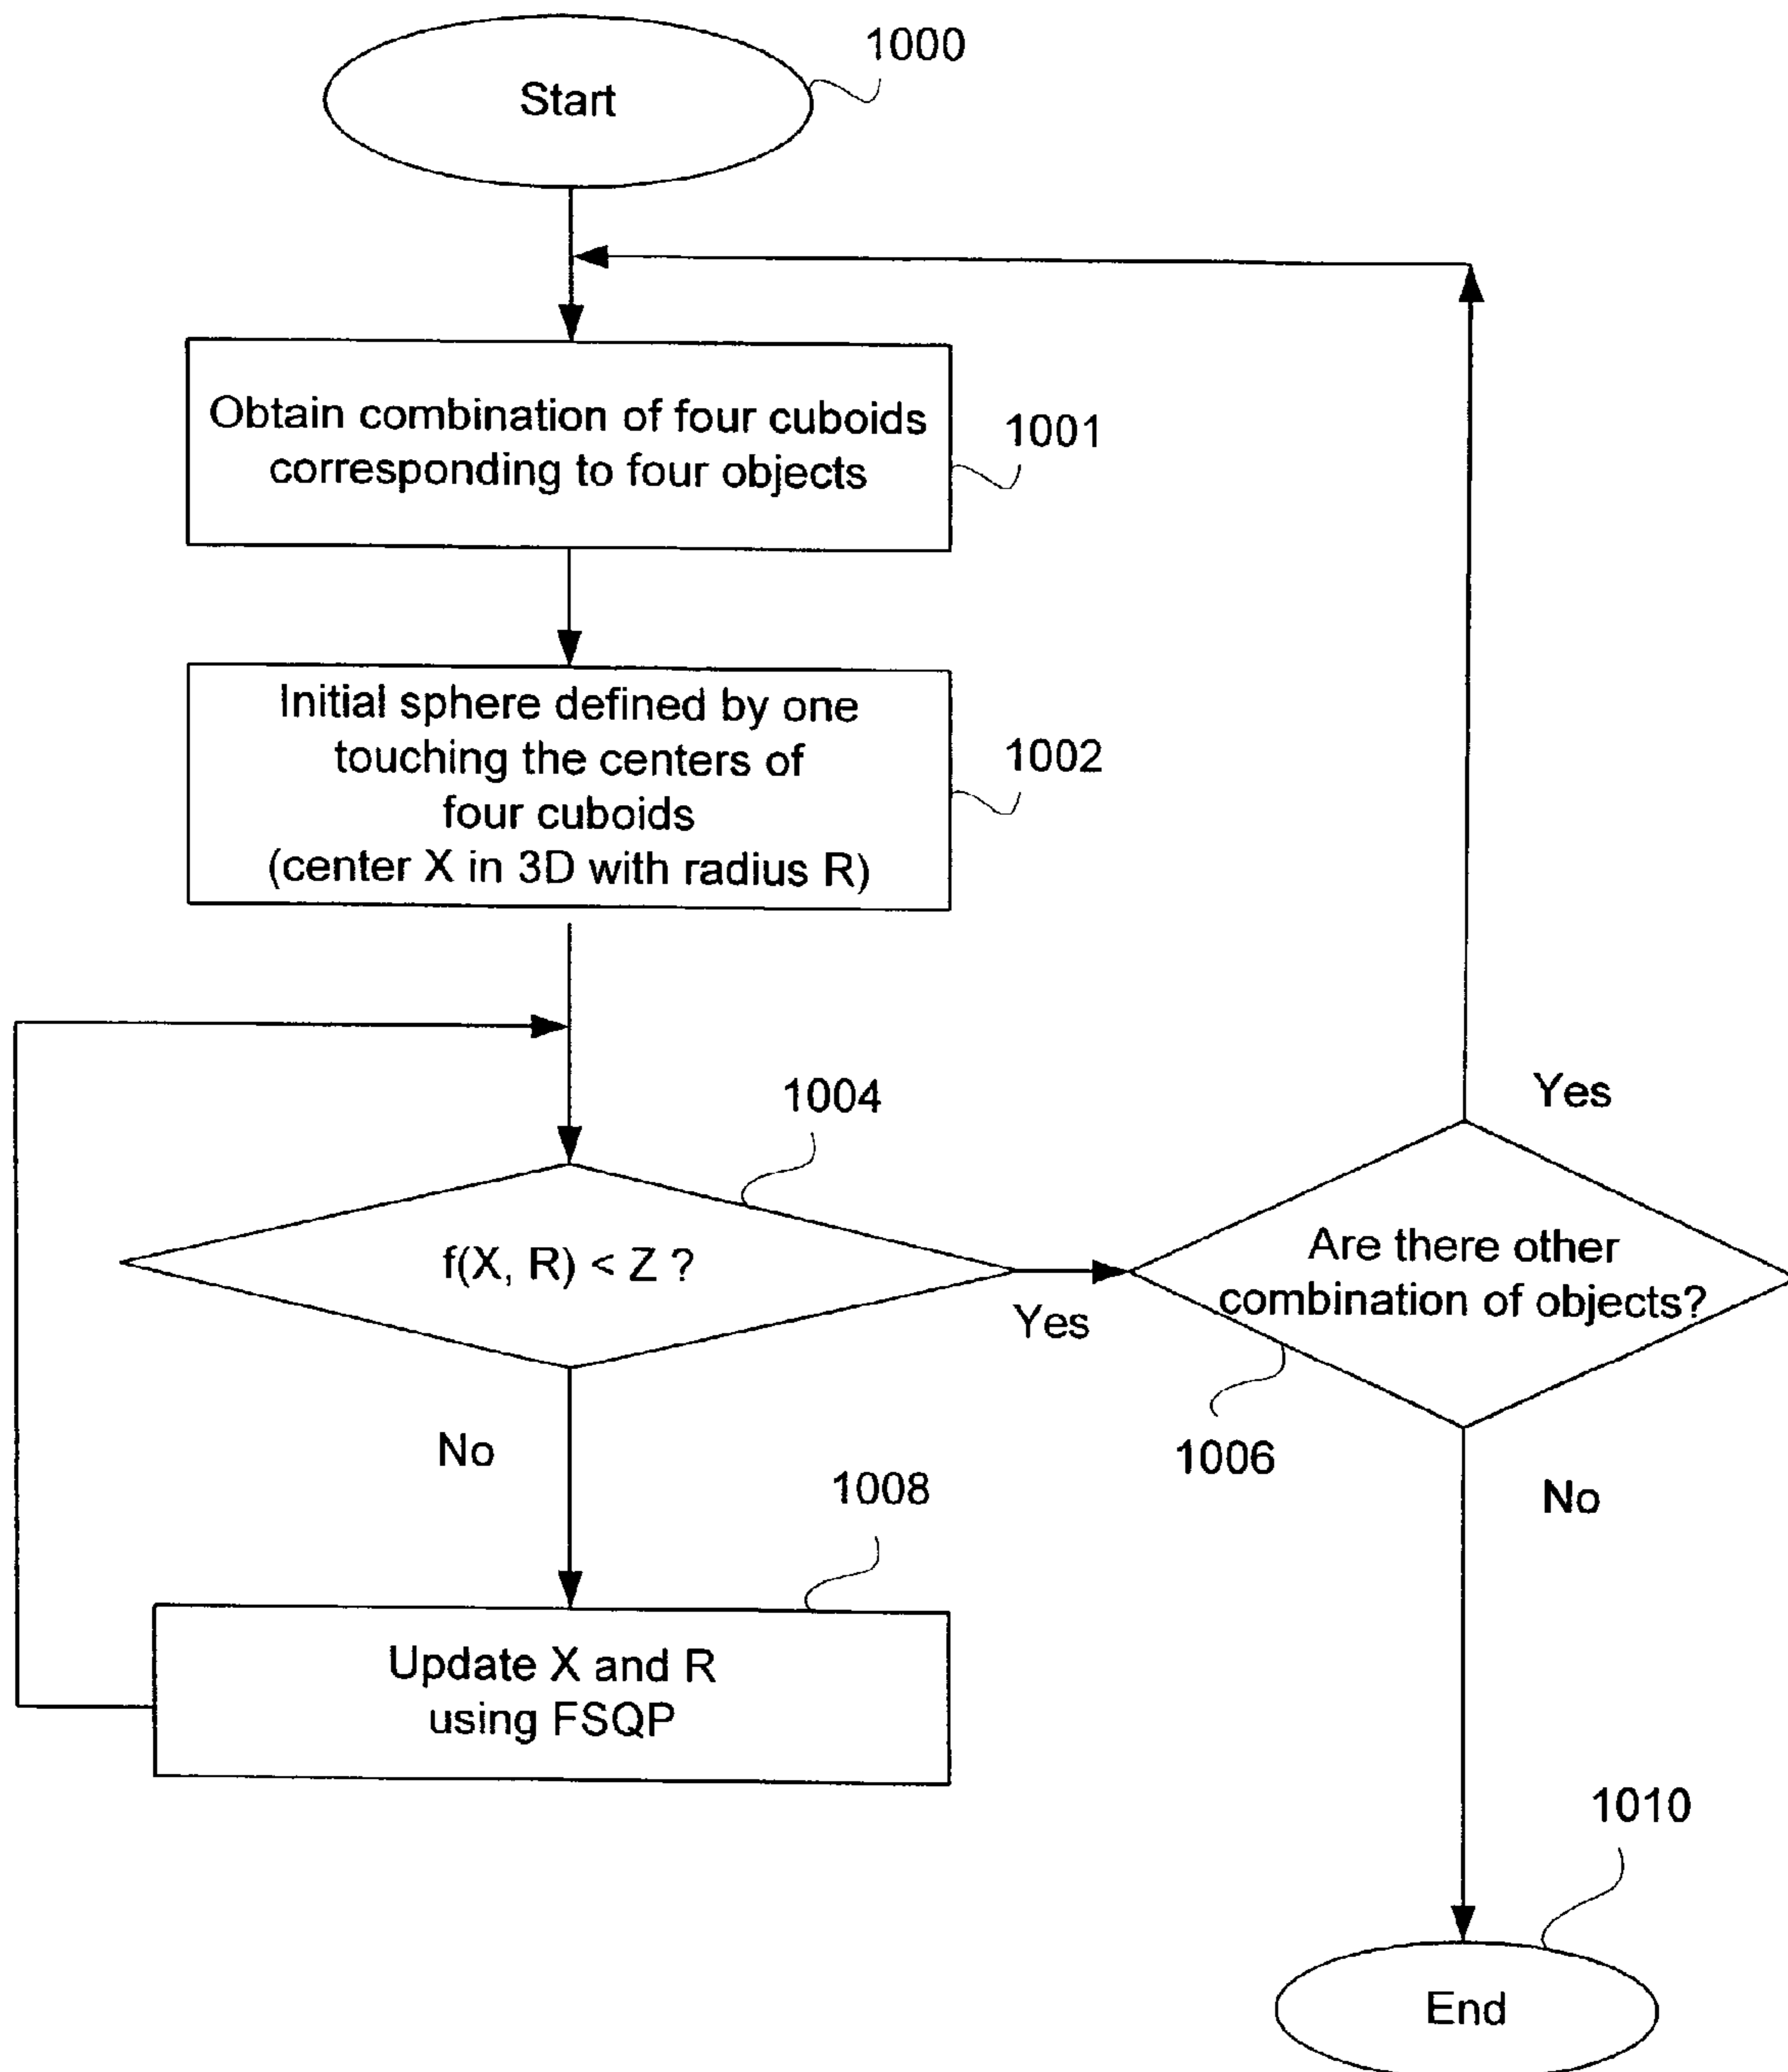 1000
Start
Obtain combination of four cuboids
corresponding to four objects
1001
Initial sphere defined by one
touching the centers of
four cuboids
(center X in 3D with radius R)
1002
1004
Yes
f(X, R) < Z ?
Yes
Are there other
combination of objects?
No
1006
No
1008
Update X and R
using FSQP
1010
End